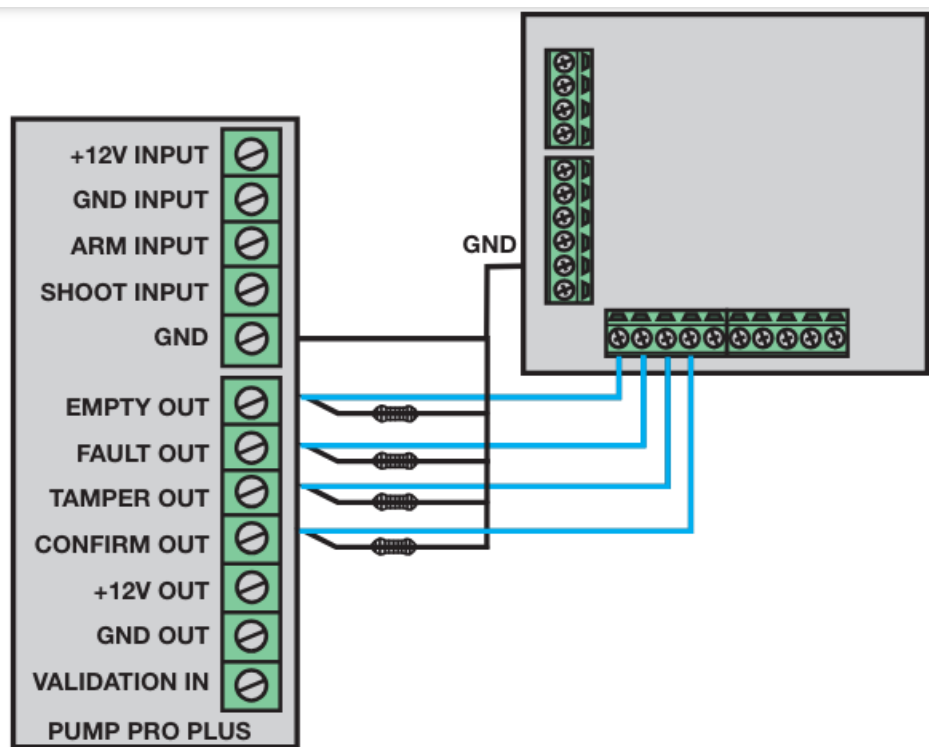 +12V INPUT
GND INPUT
ARM INPUT
SHOOT INPUT
GND
EMPTY OUT
FAULT OUT
TAMPER OUT
CONFIRM OUT
+12V OUT
GND OUT
VALIDATION IN
PUMP PRO PLUS
GND